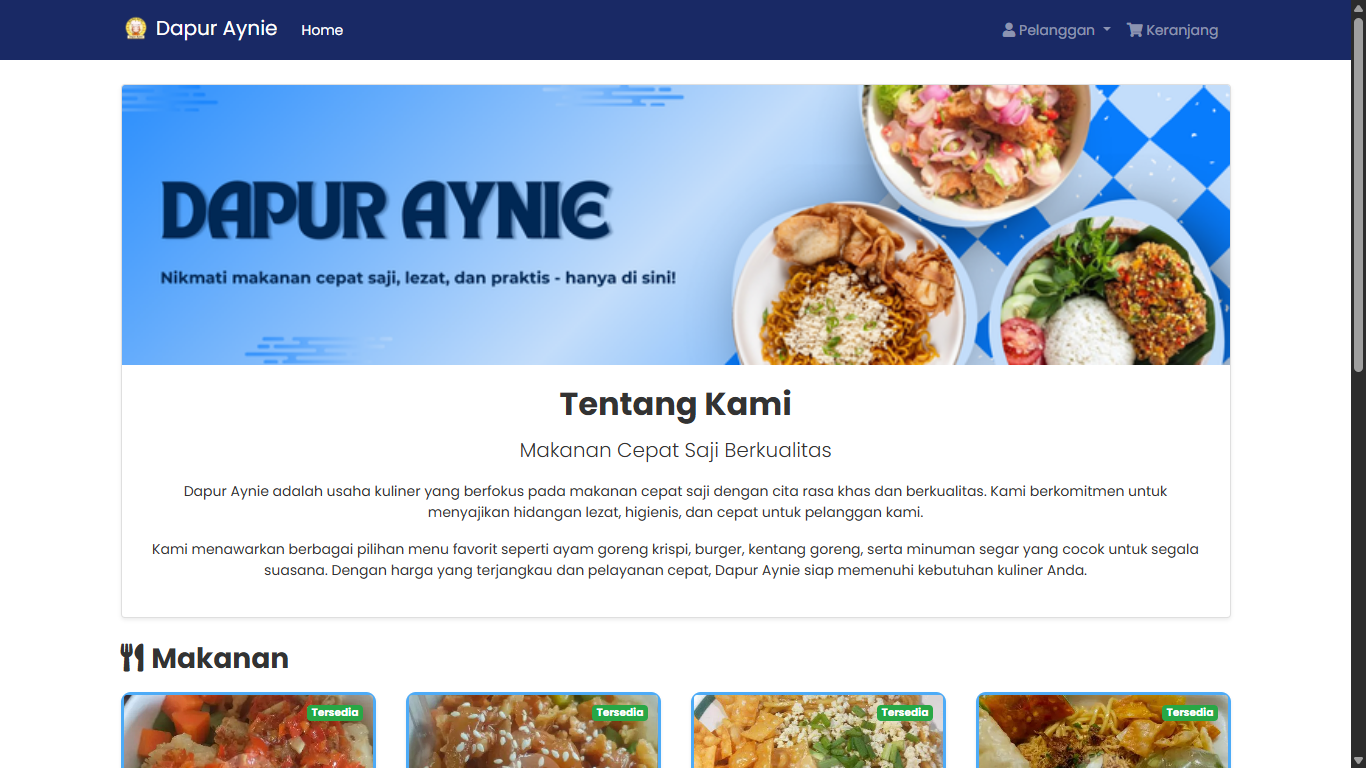 Dapur Aynie Home Pelanggan Keranjang
DAPUR AYNIE
Nikmati makanan cepat saji, lezat, dan praktis - hanya di sini!
Tentang Kami
Makanan Cepat Saji Berkualitas
Dapur Aynie adalah usaha kuliner yang berfokus pada makanan cepat saji dengan cita rasa khas dan berkualitas. Kami berkomitmen untuk
menyajikan hidangan lezat, higienis, dan cepat untuk pelanggan kami.
Kami menawarkan berbagai pilihan menu favorit seperti ayam goreng krispi, burger, kentang goreng, serta minuman segar yang cocok untuk segala
suasana. Dengan harga yang terjangkau dan pelayanan cepat, Dapur Aynie siap memenuhi kebutuhan kuliner Anda.
Makanan
Tersedia Tersedia Tersedia Tersedia